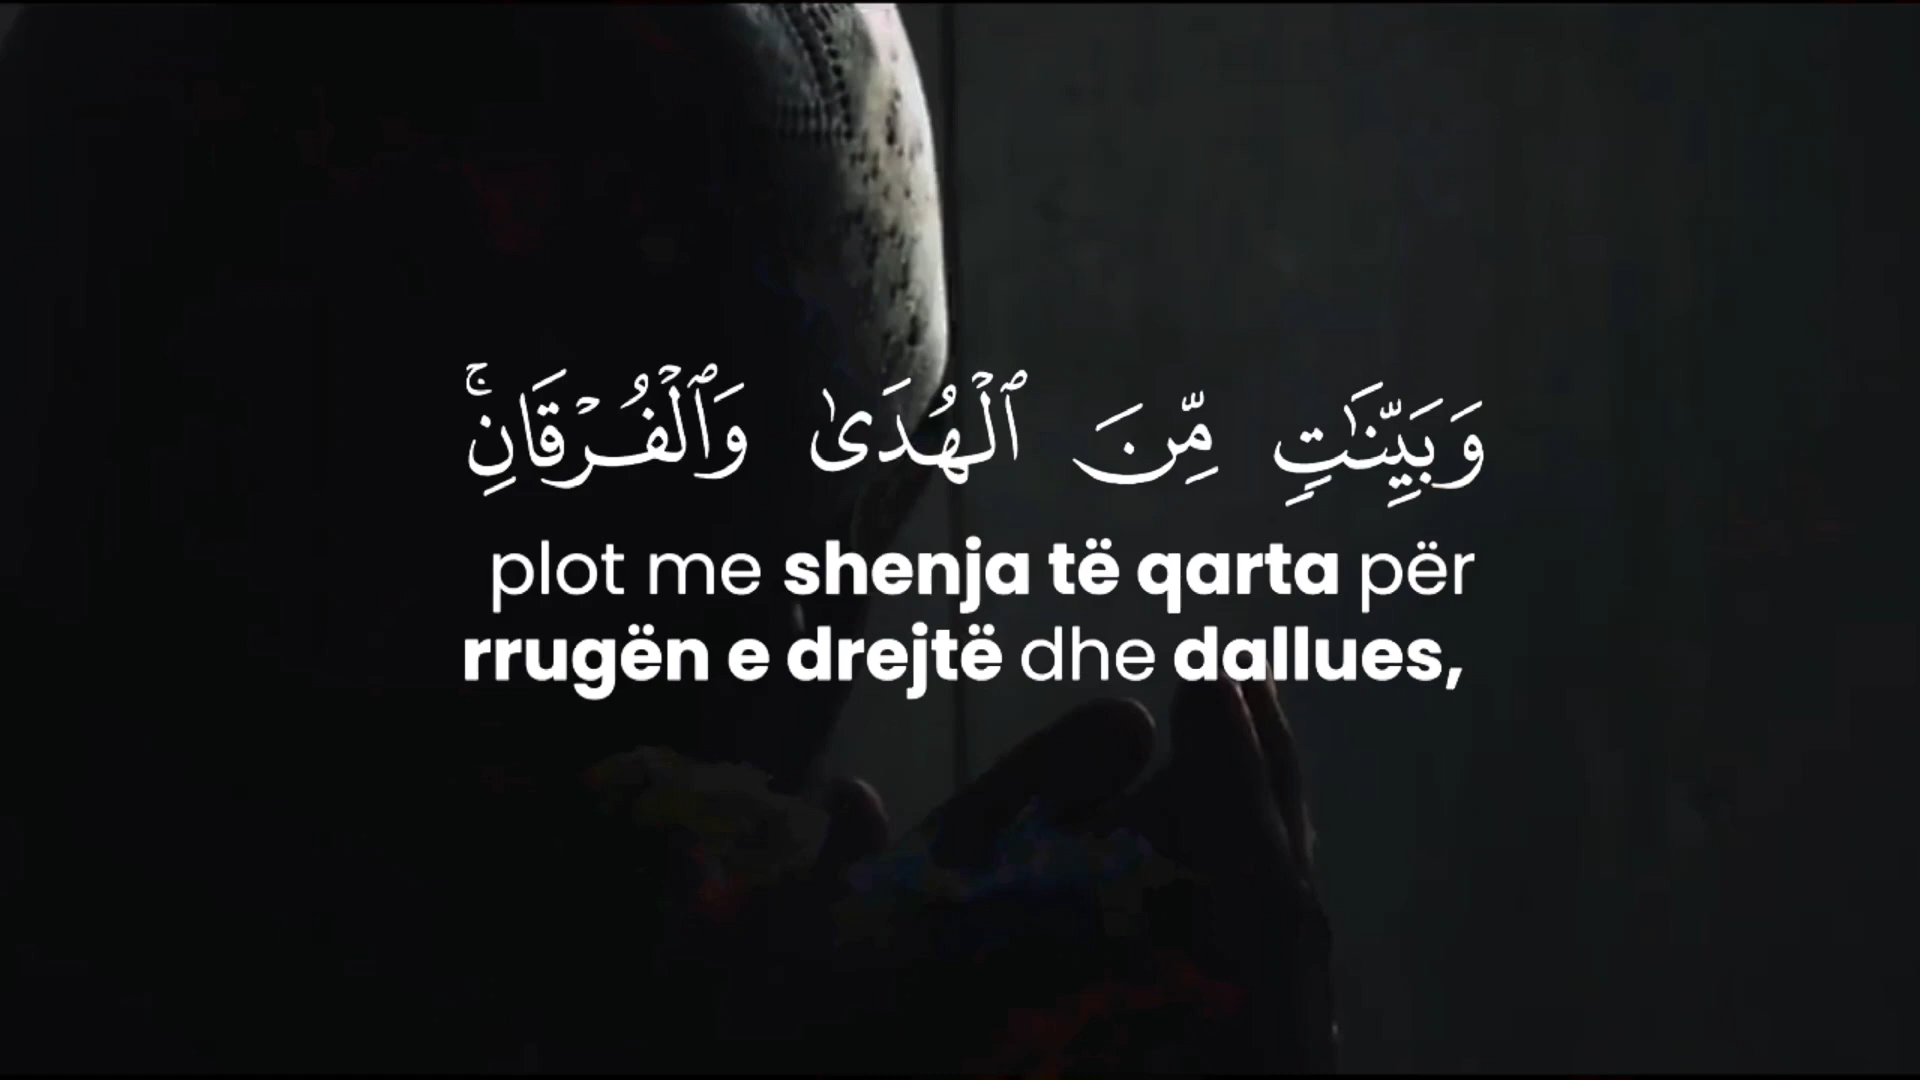 وَبَيِّنَٰتٍ مِّنَ ٱلْهُدَىٰ وَٱلْفُرْقَانِۚ
plot me shenja të qarta për
rrugën e drejtë dhe dallues,